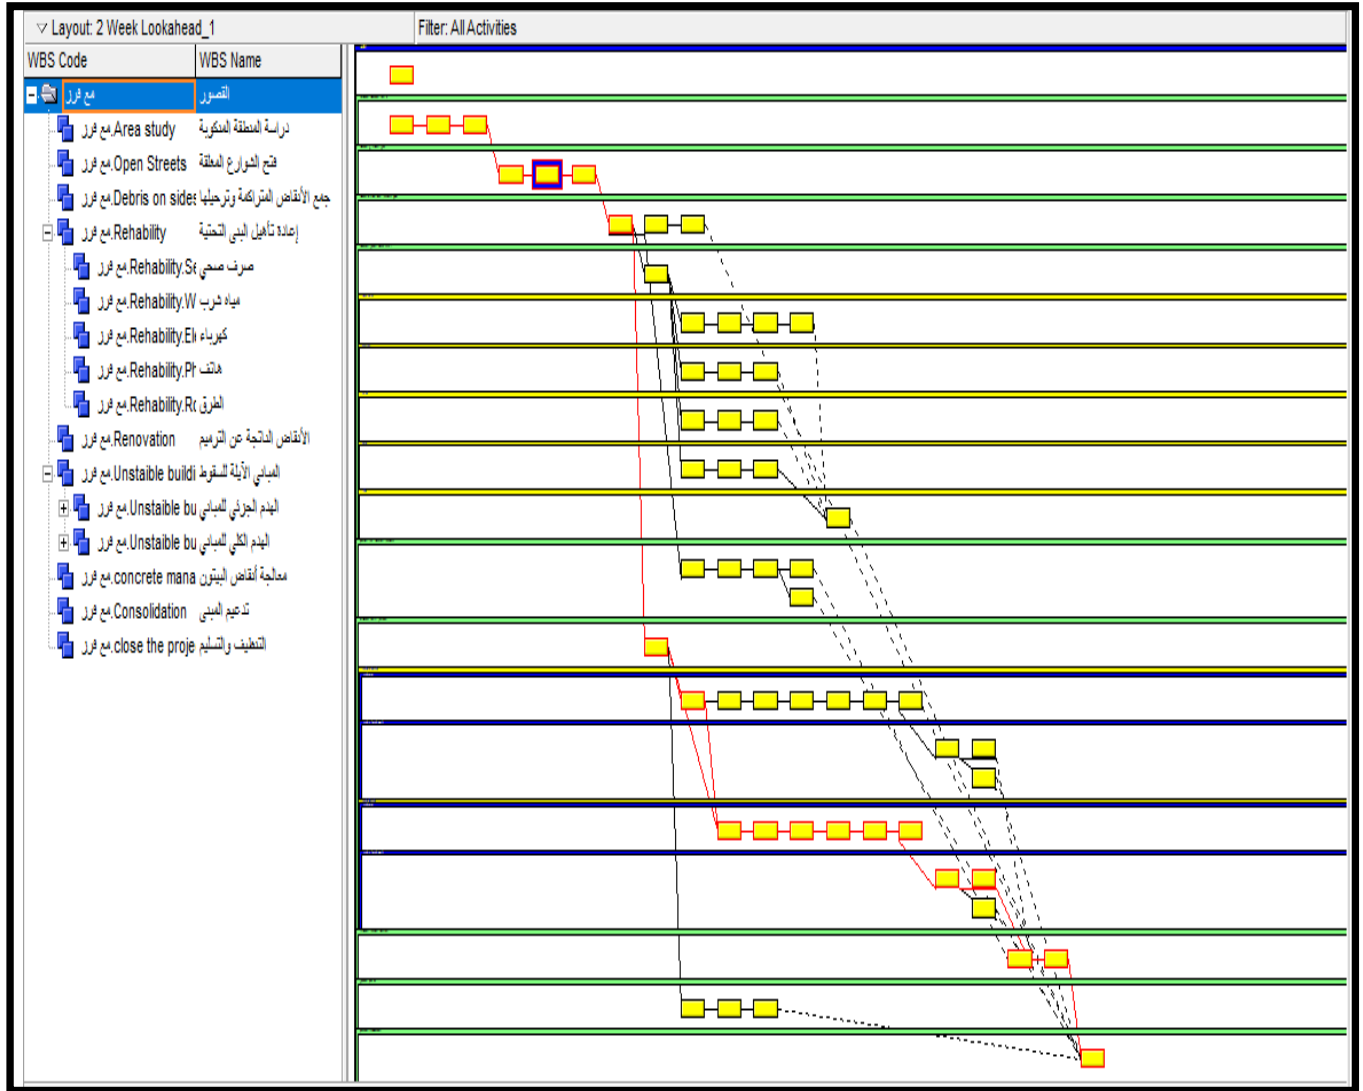 Layout: 2 Week Lookahead_1 Filter: All Activities
WBS Code WBS Name
مع فرز القصور
مع فرز.Area study دراسة المنطقة المنكوبة
مع فرز.Open Streets فتح الشوارع المغلقة
مع فرز.Debris on sides جمع الأنقاض المتراكمة وترحيلها
مع فرز.Rehability إعادة تأهيل البنى التحتية
مع فرز.Rehability.Se صرف صحي
مع فرز.Rehability.W مياه شرب
مع فرز.Rehability.El كهرباء
مع فرز.Rehability.Ph هاتف
مع فرز.Rehability.Ro الطرق
مع فرز.Renovation الأنقاض الناتجة عن الترميم
مع فرز.Unstaible buildi المباني الآيلة للسقوط
مع فرز.Unstaible bu الهدم الجزئي للمباني
مع فرز.Unstaible bu الهدم الكلي للمباني
مع فرز.concrete mana معالجة أنقاض البيتون
مع فرز.Consolidation تدعيم المبنى
مع فرز.close the proje التنظيف والتسليم